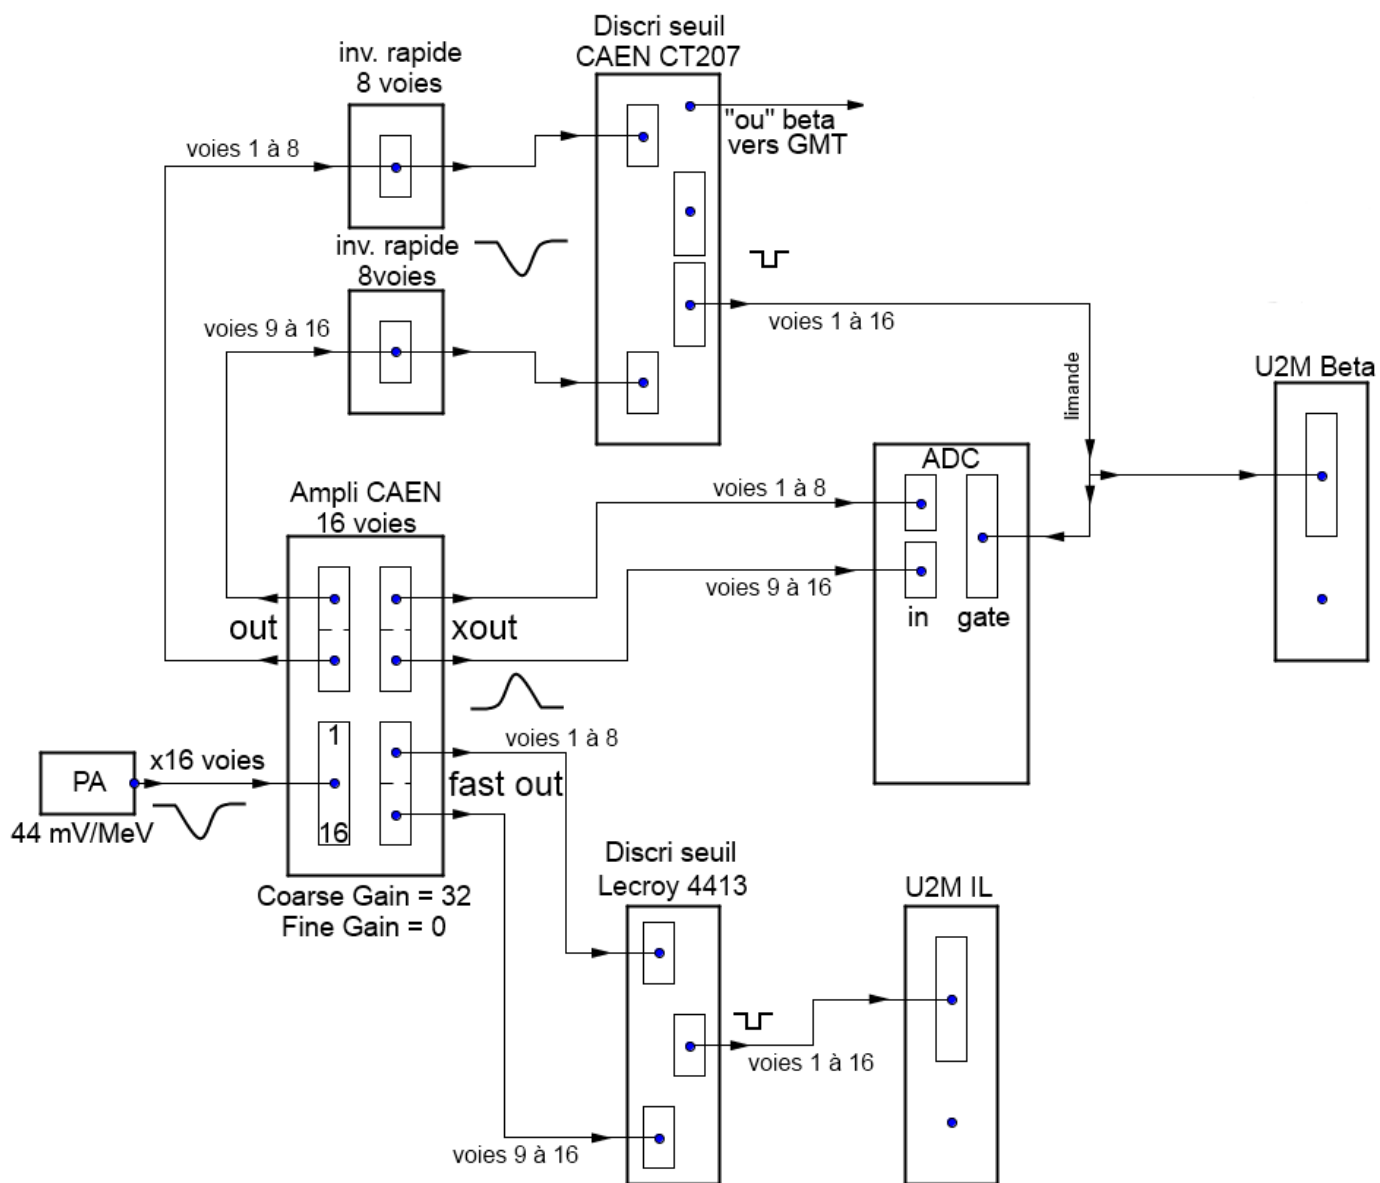 Discri seuil
CAEN CT207
inv. rapide
8 voies
"ou" beta
vers GMT
voies 1 à 8
inv. rapide
8voies
voies 9 à 16
voies 1 à 16
limande
U2M Beta
ADC
Ampli CAEN
16 voies
voies 1 à 8
voies 9 à 16
in
gate
out
xout
1
voies 1 à 8
x16 voies
PA
fast out
16
44 mV/MeV
Discri seuil
Lecroy 4413
U2M IL
Coarse Gain = 32
Fine Gain = 0
voies 1 à 16
voies 9 à 16